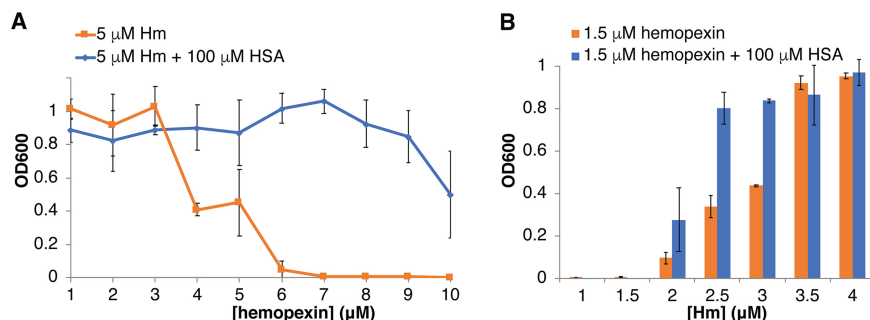 A
5 μM Hm
5 μM Hm + 100 μM HSA
OD600
1
0.8
0.6
0.4
0.2
0
1 2 3 4 5 6 7 8 9 10
[hemopexin] (μM)
B
1.5 μM hemopexin
1.5 μM hemopexin + 100 μM HSA
OD600
1
0.8
0.6
0.4
0.2
0
1 1.5 2 2.5 3 3.5 4
[Hm] (μM)